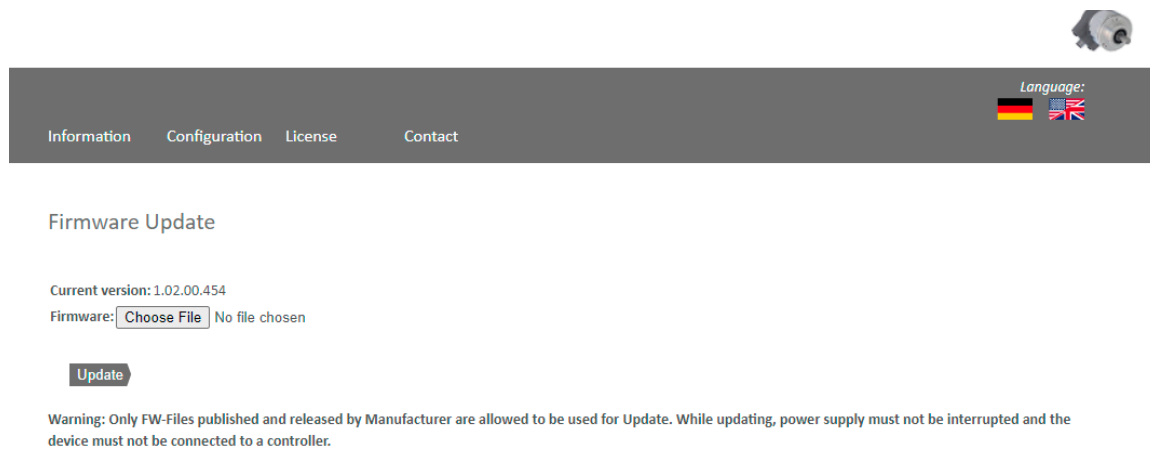 Language:
Information Configuration License Contact
Firmware Update
Current version: 1.02.00.454
Firmware: Choose File No file chosen
Update
Warning: Only FW-Files published and released by Manufacturer are allowed to be used for Update. While updating, power supply must not be interrupted and the
device must not be connected to a controller.